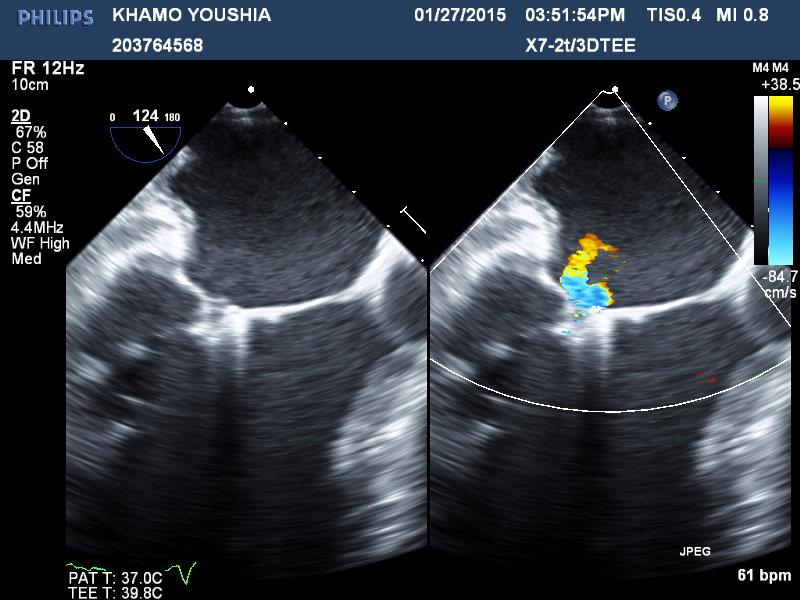 PHILIPS KHAMO YOUSHIA 01/27/2015 03:51:54PM TIS0.4 MI 0.8
203764568 X7-2t/3DTEE
FR 12Hz
10cm
M4 M4
+38.5
0 124 180
2D
67%
C 58
P Off
Gen
CF
59%
4.4MHz
WF High
Med
P
-84.7
cm/s
JPEG
PAT T: 37.0C
TEE T: 39.8C
61 bpm